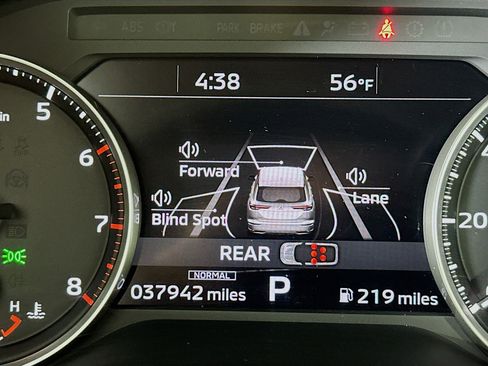 ABS
PARK BRAKE
4:38 56°F
5
6
7
8
H
Forward
Blind Spot
Lane
REAR
NORMAL
037942 miles P 219 miles
20